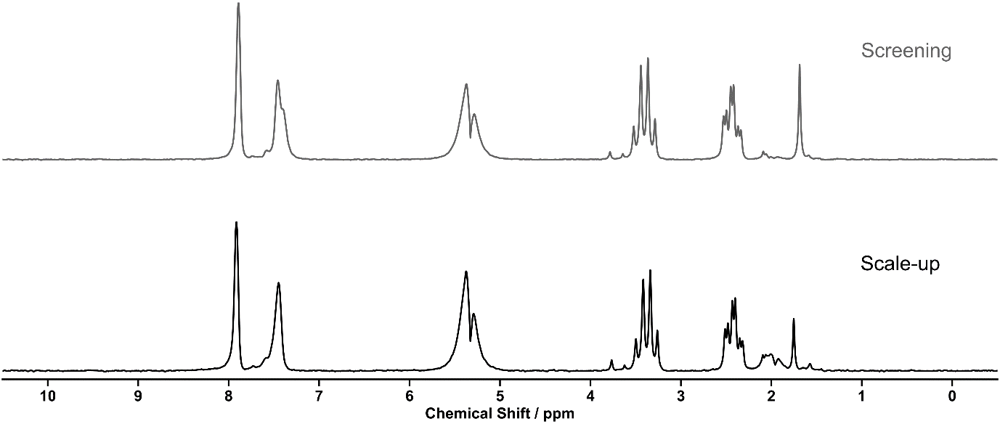 Screening
Scale-up
10 9 8 7 6 5 4 3 2 1 0
Chemical Shift / ppm